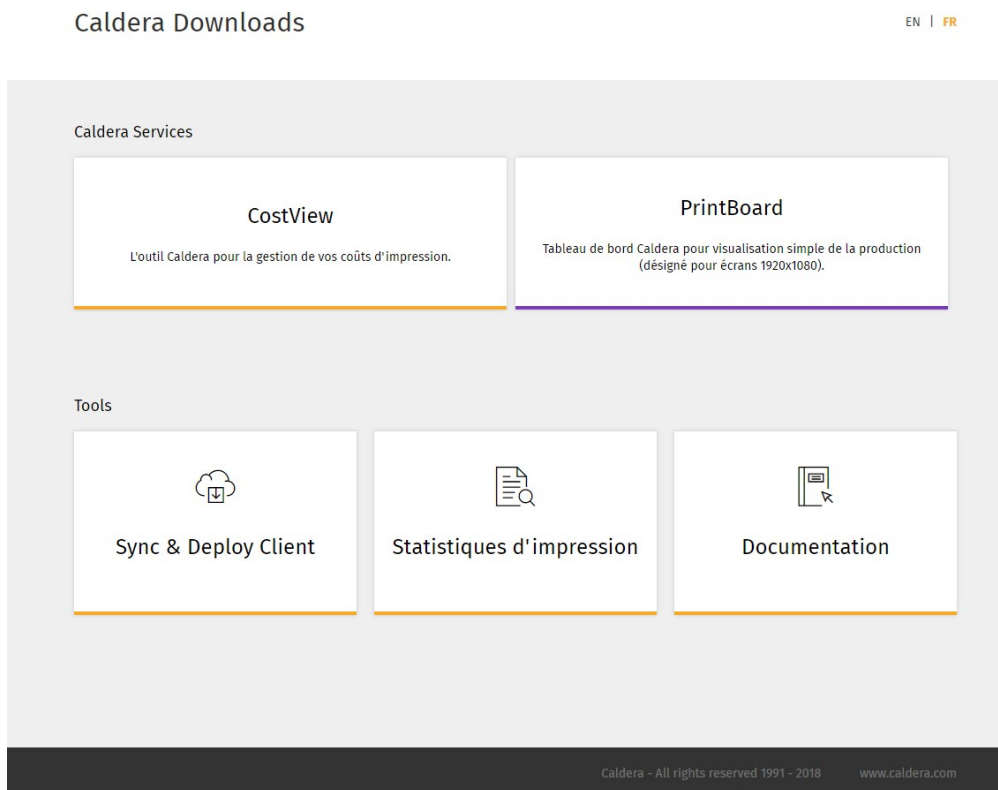 Caldera Downloads
EN | FR
Caldera Services
CostView
L'outil Caldera pour la gestion de vos coûts d'impression.
PrintBoard
Tableau de bord Caldera pour visualisation simple de la production
(désigné pour écrans 1920x1080).
Tools
Sync & Deploy Client
Statistiques d'impression
Documentation
Caldera - All rights reserved 1991 - 2018
www.caldera.com